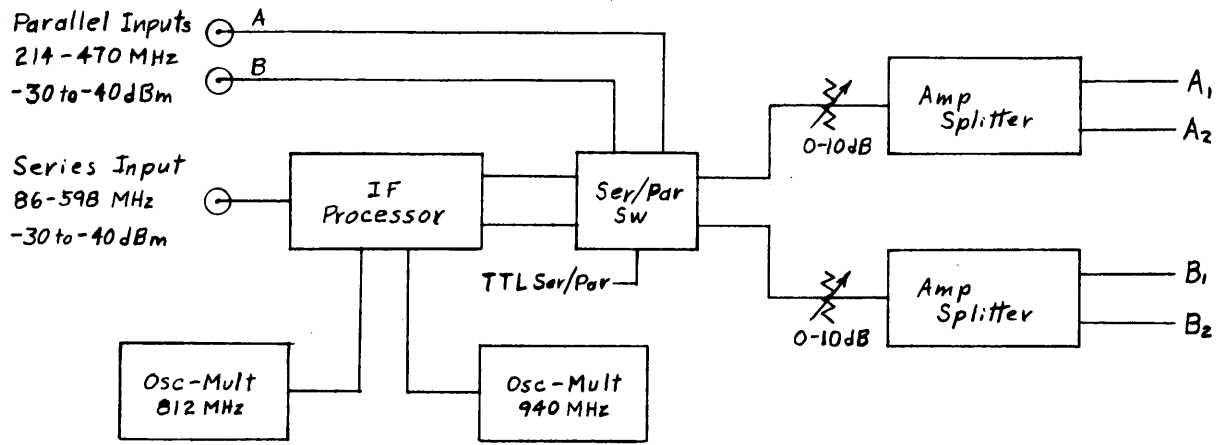 Parallel Inputs
214-470 MHz
-30 to -40 dBm
A
B
Series Input
86-598 MHz
-30 to -40 dBm
IF
Processor
Ser/Par
Sw
TTL Ser/Par
0-10dB
Amp
Splitter
A1
A2
0-10dB
Amp
Splitter
B1
B2
Osc-Mult
812 MHz
Osc-Mult
940 MHz